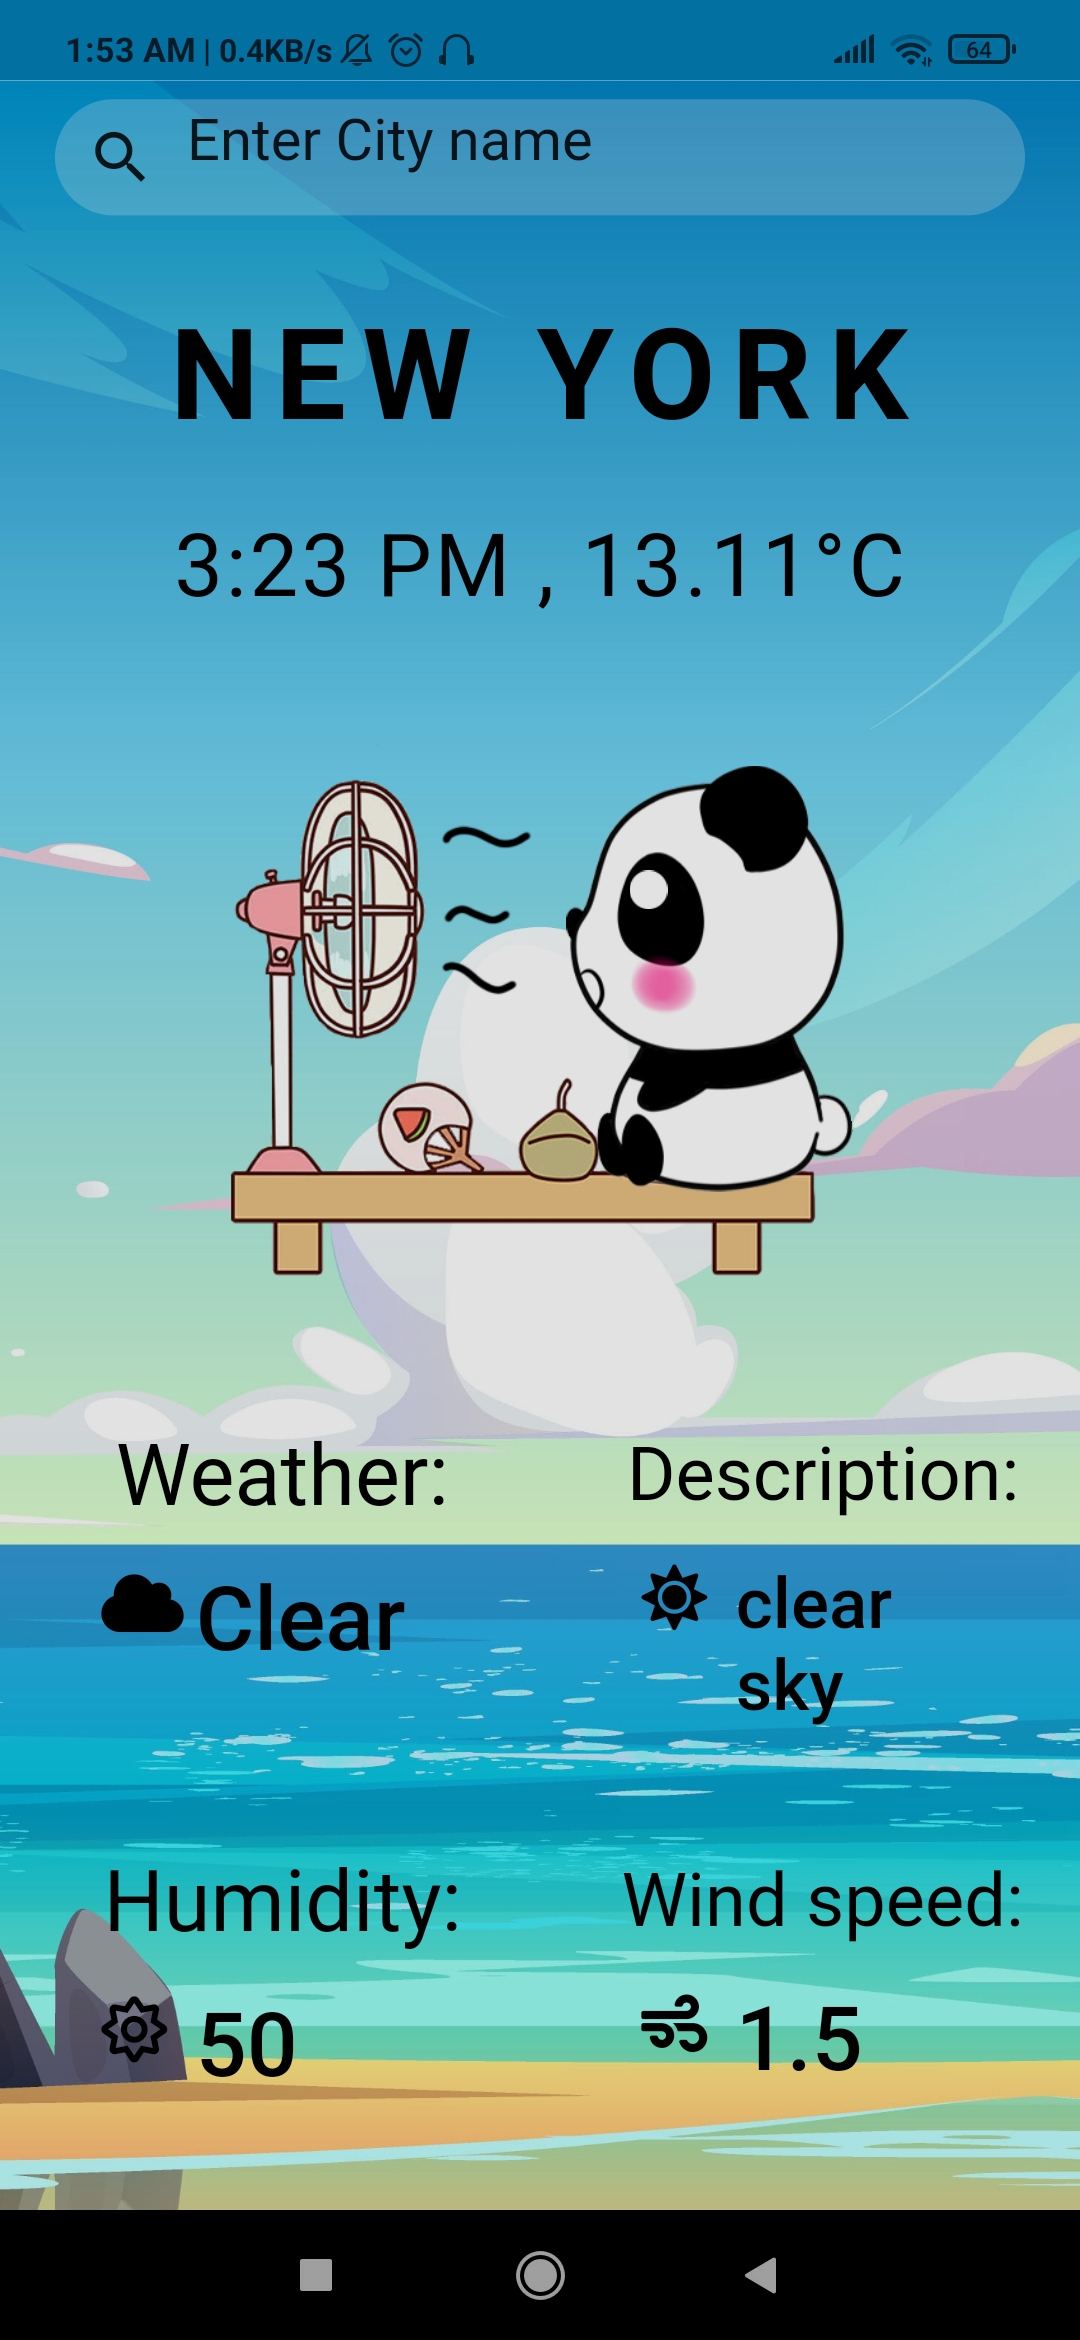 1:53 AM | 0.4KB/s
64
Enter City name
NEW YORK
3:23 PM , 13.11°C
Weather:
Description:
Clear
clear
sky
Humidity:
Wind speed:
50
1.5